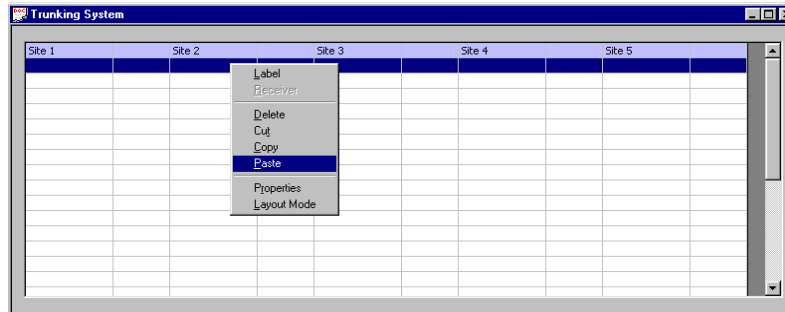 DOC Trunking System
Site 1 Site 2 Site 3 Site 4 Site 5
Label
Receiver
Delete
Cut
Copy
Paste
Properties
Layout Mode